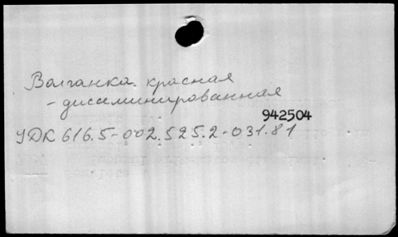 Волчанка красная
- диссеминированная
942504
УДК 616.5-002.525.2-031.81